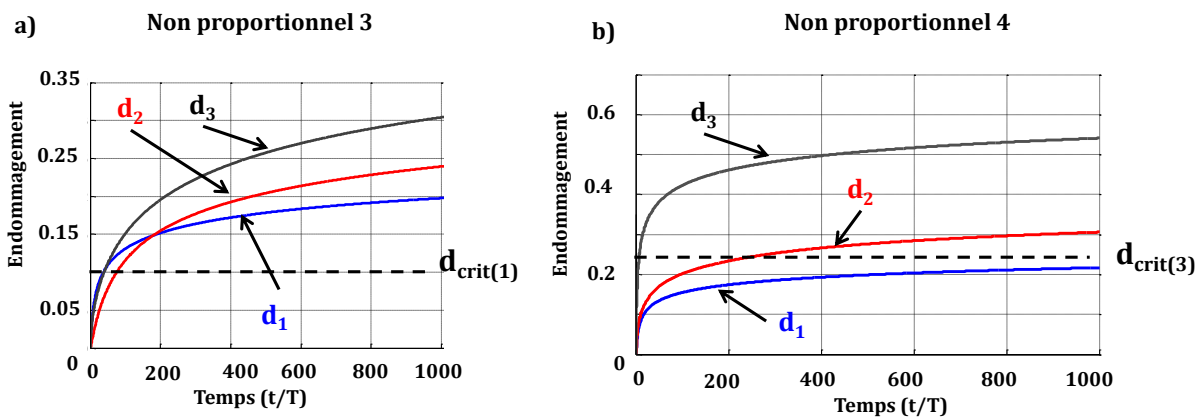 a)
Non proportionnel 3
Endommagement
0.35
0.25
0.15
0.05
0
d2
d3
d1
dcrit(1)
0 200 400 600 800 1000
Temps (t/T)
b)
Non proportionnel 4
Endommagement
0.6
0.4
0.2
0
d3
d2
d1
dcrit(3)
0 200 400 600 800 1000
Temps (t/T)